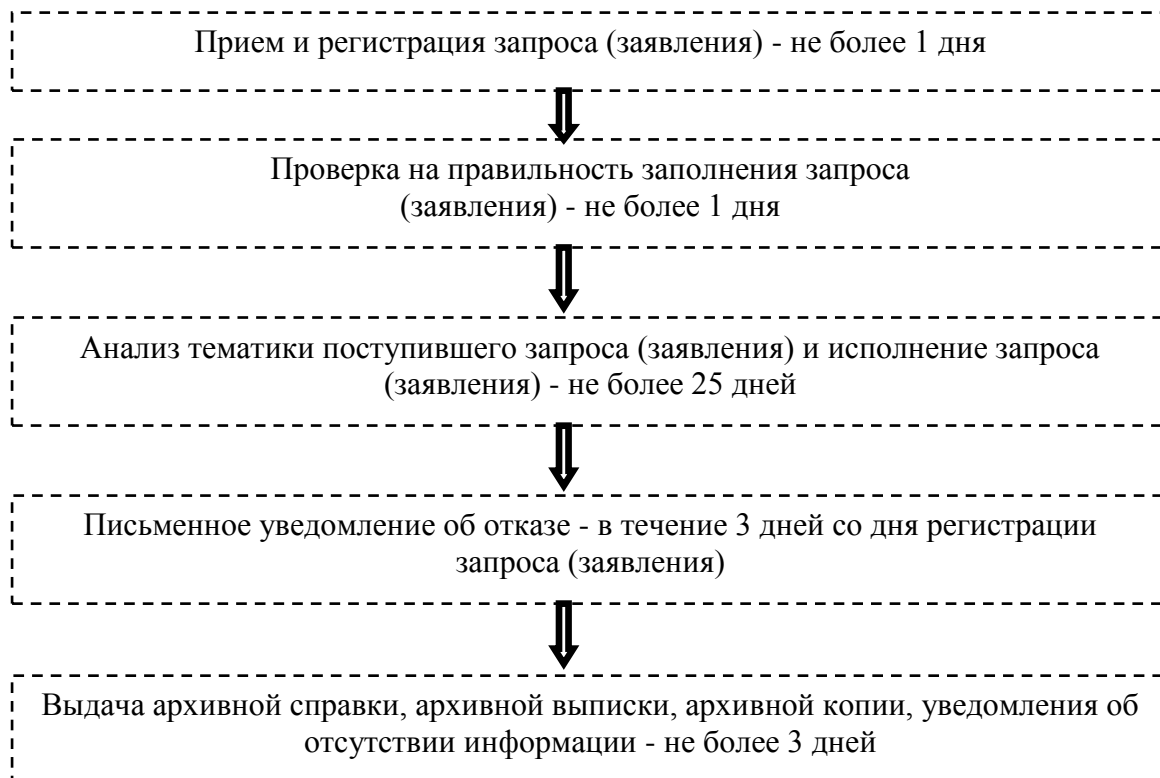 Прием и регистрация запроса (заявления) - не более 1 дня
Проверка на правильность заполнения запроса
(заявления) - не более 1 дня
Анализ тематики поступившего запроса (заявления) и исполнение запроса
(заявления) - не более 25 дней
Письменное уведомление об отказе - в течение 3 дней со дня регистрации
запроса (заявления)
Выдача архивной справки, архивной выписки, архивной копии, уведомления об
отсутствии информации - не более 3 дней